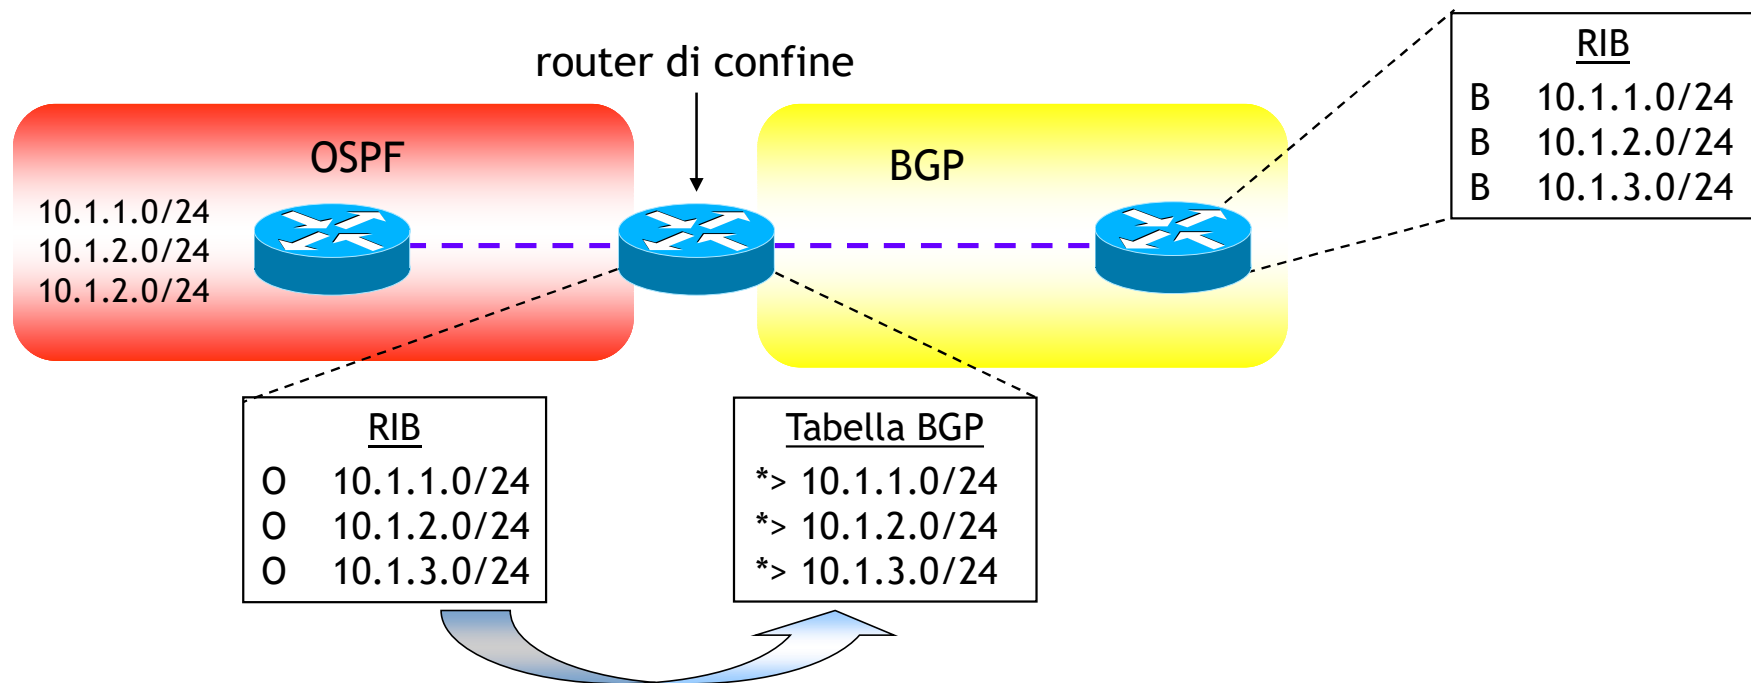 router di confine
OSPF
10.1.1.0/24
10.1.2.0/24
10.1.2.0/24
BGP
RIB
B 10.1.1.0/24
B 10.1.2.0/24
B 10.1.3.0/24
RIB
O 10.1.1.0/24
O 10.1.2.0/24
O 10.1.3.0/24
Tabella BGP
*> 10.1.1.0/24
*> 10.1.2.0/24
*> 10.1.3.0/24